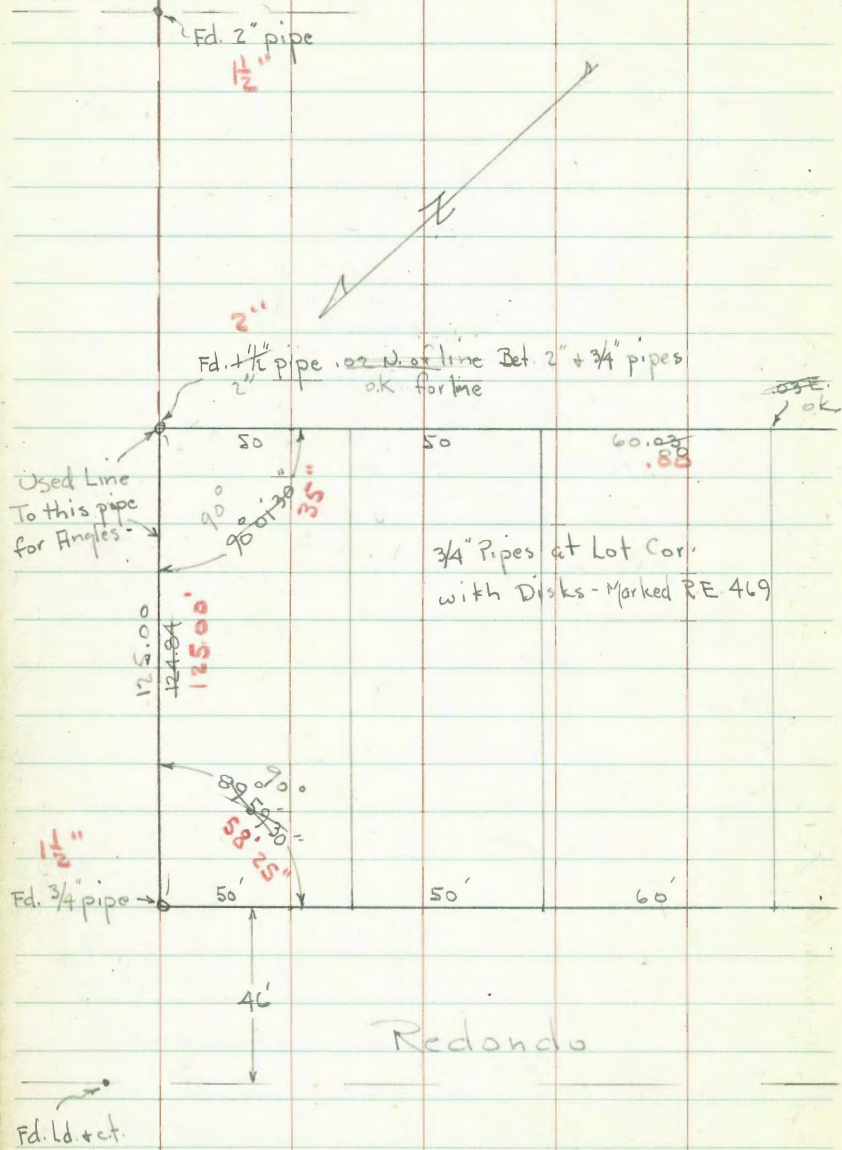 Fd. 2" pipe
1½"
N
2"
Fd. 1½" pipe .02 N. of line Bet. 2" + 3/4" pipes
2" o.k. for line
.03 E.
ok
50 50 60.03
.88
Used Line
To this pipe
for Angles-
90°
90° 01' 30"
35"
3/4" Pipes at Lot Cor.
with Disks - Marked R.E. 469
125.00
124.84
125.00'
90°
89° 59' 30"
58' 25"
1½"
Fd. 3/4" pipe
50' 50' 60'
46'
Redondo
Fd. Ld. + c.t.